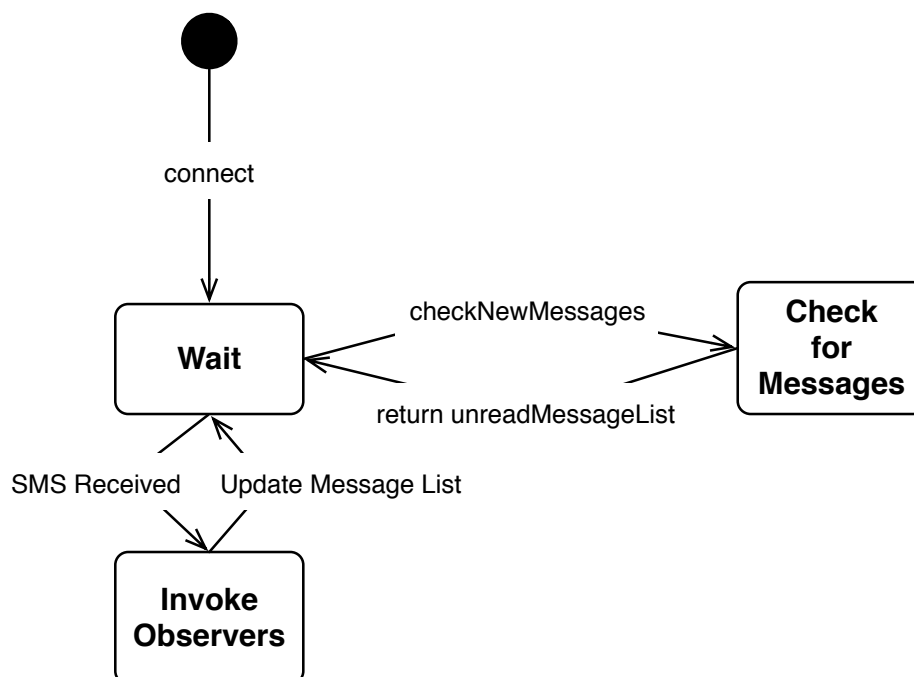 connect
checkNewMessages
Check
for
Messages
Wait
return unreadMessageList
SMS Received
Update Message List
Invoke
Observers